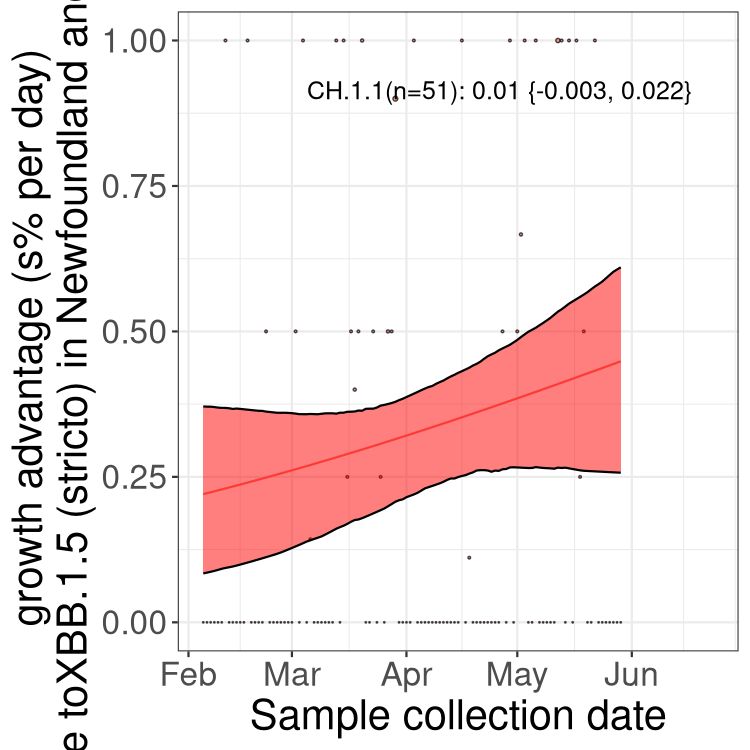 growth advantage (s% per day)
toXBB.1.5 (stricto) in Newfoundland
1.00
0.75
0.50
0.25
0.00
CH.1.1(n=51): 0.01 {-0.003, 0.022}
Feb Mar Apr May Jun
Sample collection date